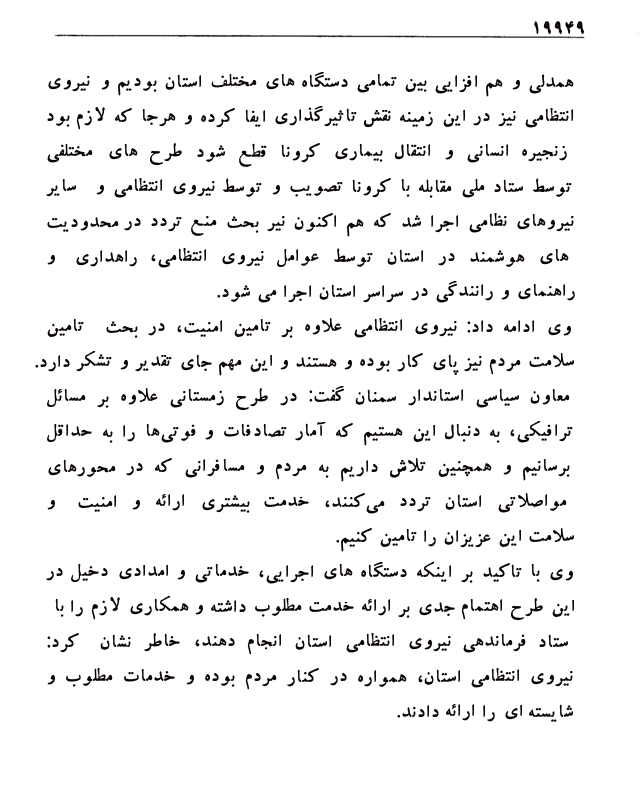 ۱۹۹۴۹
همدلی و هم افزایی بین تمامی دستگاه های مختلف استان بودیم و نیروی
انتظامی نیز در این زمینه نقش تاثیرگذاری ایفا کرده و هرجا که لازم بود
زنجیره انسانی و انتقال بیماری کرونا قطع شود طرح های مختلفی
توسط ستاد ملی مقابله با کرونا تصویب و توسط نیروی انتظامی و سایر
نیروهای نظامی اجرا شد که هم اکنون نیر بحث منع تردد در محدودیت
های هوشمند در استان توسط عوامل نیروی انتظامی، راهداری و
راهنمای و رانندگی در سراسر استان اجرا می شود.
وی ادامه داد: نیروی انتظامی علاوه بر تامین امنیت، در بحث تامین
سلامت مردم نیز پای کار بوده و هستند و این مهم جای تقدیر و تشکر دارد.
معاون سیاسی استاندار سمنان گفت: در طرح زمستانی علاوه بر مسائل
ترافیکی، به دنبال این هستیم که آمار تصادفات و فوتی‌ها را به حداقل
برسانیم و همچنین تلاش داریم به مردم و مسافرانی که در محورهای
مواصلاتی استان تردد می‌کنند، خدمت بیشتری ارائه و امنیت و
سلامت این عزیزان را تامین کنیم.
وی با تاکید بر اینکه دستگاه های اجرایی، خدماتی و امدادی دخیل در
این طرح اهتمام جدی بر ارائه خدمت مطلوب داشته و همکاری لازم را با
ستاد فرماندهی نیروی انتظامی استان انجام دهند، خاطر نشان کرد:
نیروی انتظامی استان، همواره در کنار مردم بوده و خدمات مطلوب و
شایسته ای را ارائه دادند.